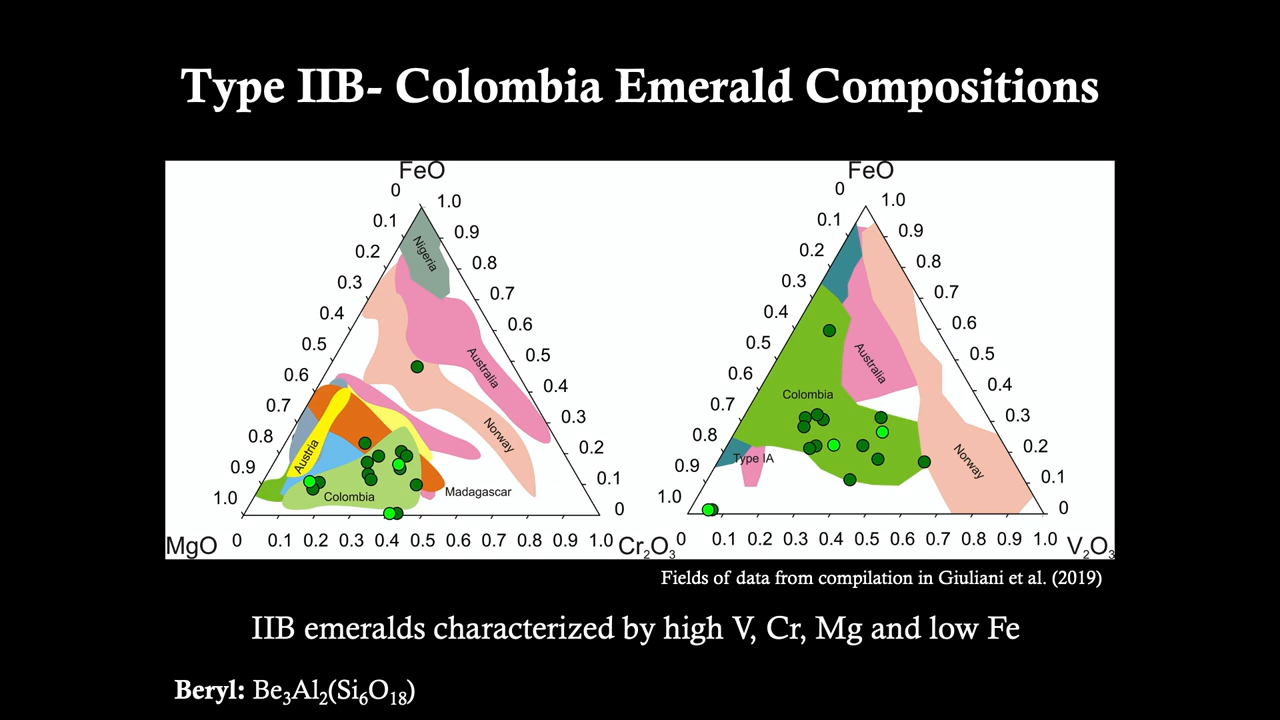 Type IIB- Colombia Emerald Compositions
FeO
0
1.0
0.1
0.9
0.2
0.8
0.3
0.7
0.4
0.6
0.5
0.5
0.6
0.4
0.7
0.3
0.8
0.2
0.9
0.1
1.0
0
Nigeria
Australia
Norway
Austria
Colombia
Madagascar
MgO
0 0.1 0.2 0.3 0.4 0.5 0.6 0.7 0.8 0.9 1.0
Cr₂O₃
FeO
0
1.0
0.1
0.9
0.2
0.8
0.3
0.7
0.4
0.6
0.5
0.5
0.6
0.4
0.7
0.3
0.8
0.2
0.9
0.1
1.0
0
Australia
Colombia
Type IA
Norway
0 0.1 0.2 0.3 0.4 0.5 0.6 0.7 0.8 0.9 1.0
V₂O₃
Fields of data from compilation in Giuliani et al. (2019)
IIB emeralds characterized by high V, Cr, Mg and low Fe
Beryl: Be₃Al₂(Si₆O₁₈)